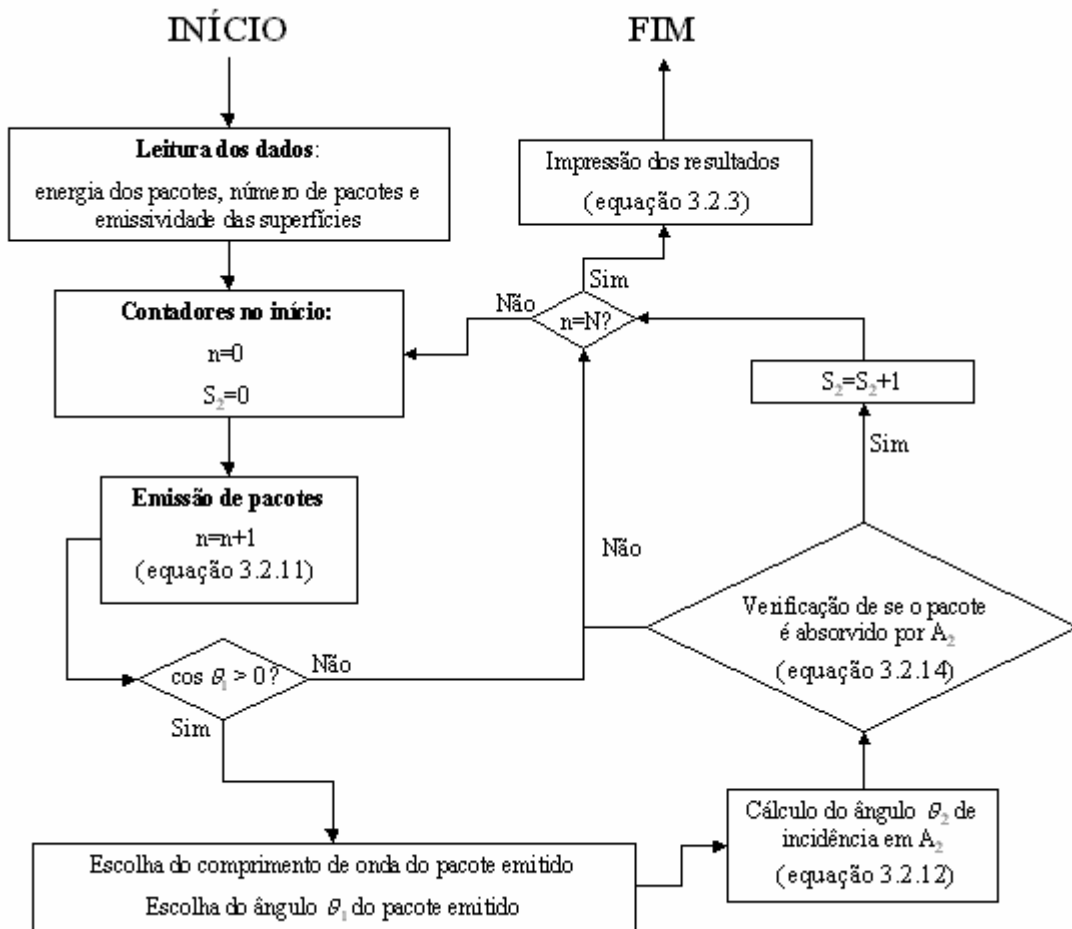 INÍCIO
FIM
Leitura dos dados:
energia dos pacotes, número de pacotes e
emissividade das superfícies
Impressão dos resultados
(equação 3.2.3)
Sim
Não
n=N?
Contadores no início:
n=0
S₂=0
S₂=S₂+1
Sim
Emissão de pacotes
n=n+1
(equação 3.2.11)
Não
Verificação de se o pacote
é absorvido por A₂
(equação 3.2.14)
cos θ₁ > 0?
Não
Sim
Cálculo do ângulo θ₂ de
incidência em A₂
(equação 3.2.12)
Escolha do comprimento de onda do pacote emitido
Escolha do ângulo θ₁ do pacote emitido